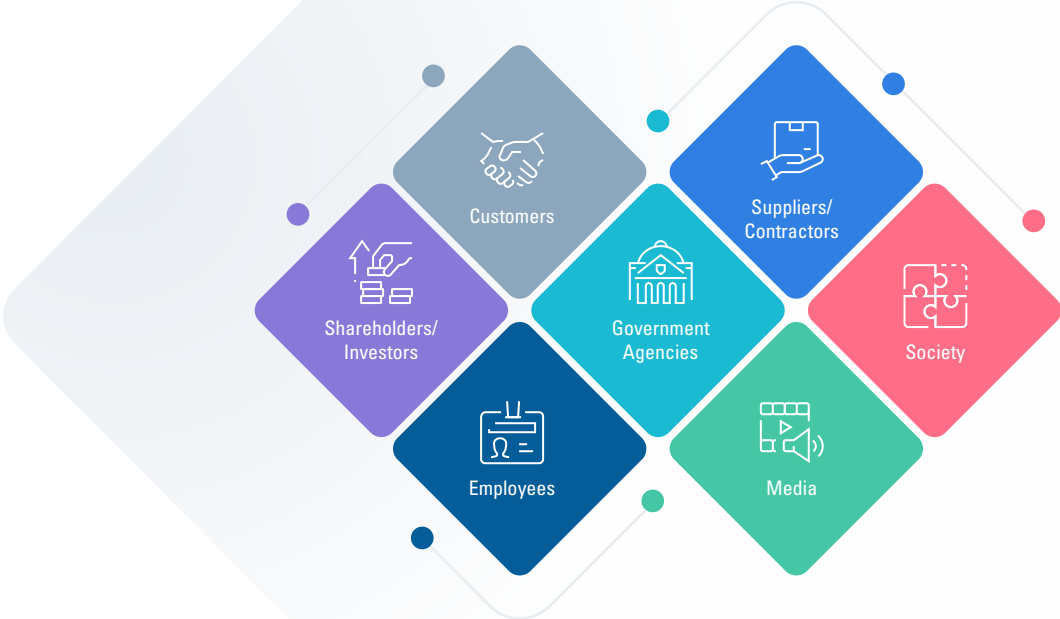 Customers
Suppliers/
Contractors
Shareholders/
Investors
Government
Agencies
Society
Employees
Media